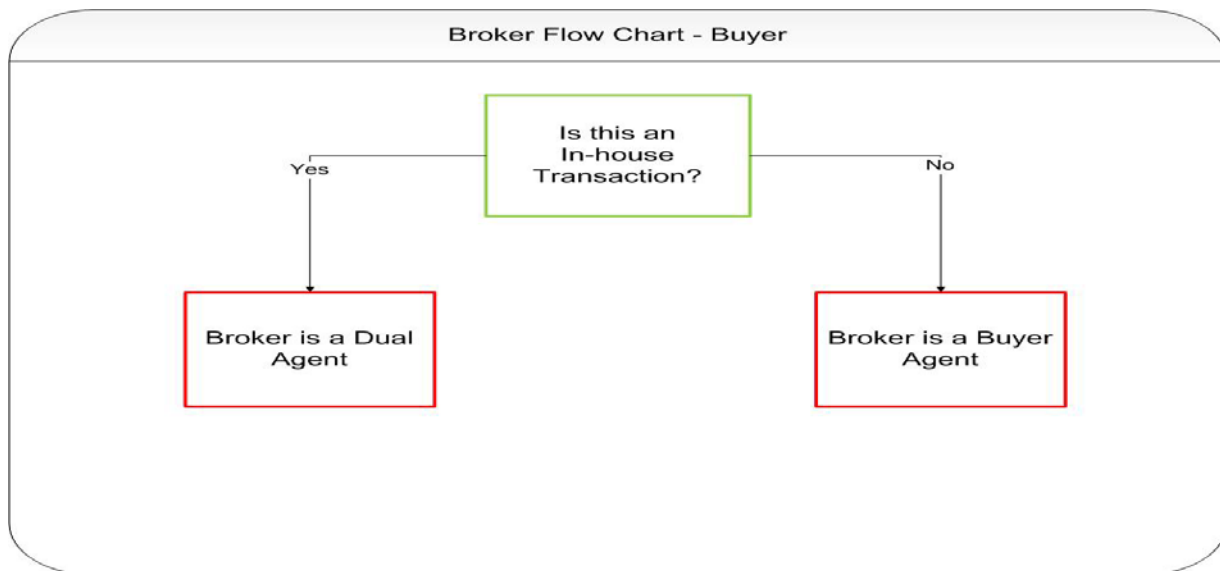 Broker Flow Chart - Buyer
Is this an
In-house
Transaction?
Yes
No
Broker is a Dual
Agent
Broker is a Buyer
Agent